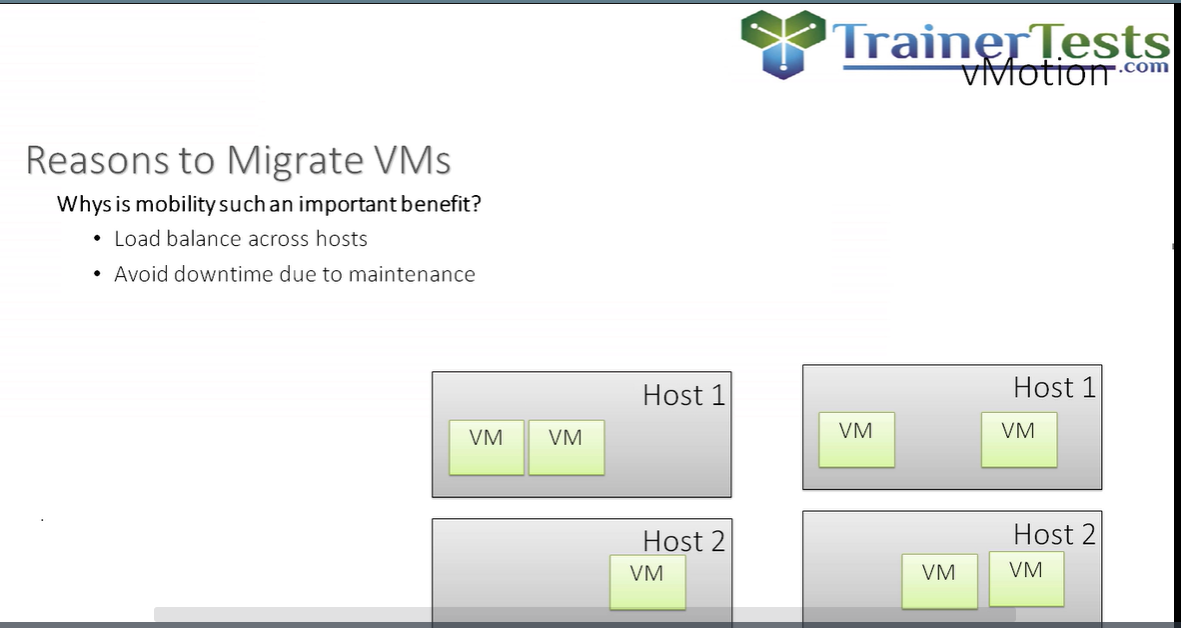 TrainerTests
.com
vMotion
Reasons to Migrate VMs
Whys is mobility such an important benefit?
• Load balance across hosts
• Avoid downtime due to maintenance
Host 1
VM VM
Host 2
VM
Host 1
VM VM
Host 2
VM VM